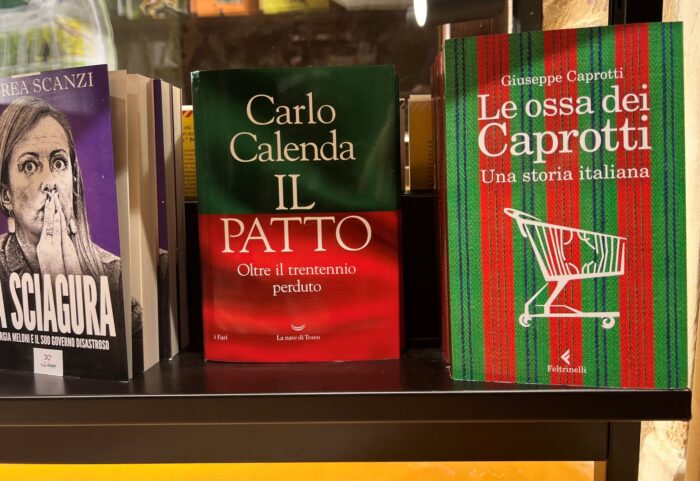 REA SCANZI
SCIAGURA
RGIA MELONI E IL SUO GOVERNO DISASTROSO
Carlo
Calenda
IL
PATTO
Oltre il trentennio
perduto
i Fari
La nave di Teseo
Giuseppe Caprotti
Le ossa dei
Caprotti
Una storia italiana
Feltrinelli